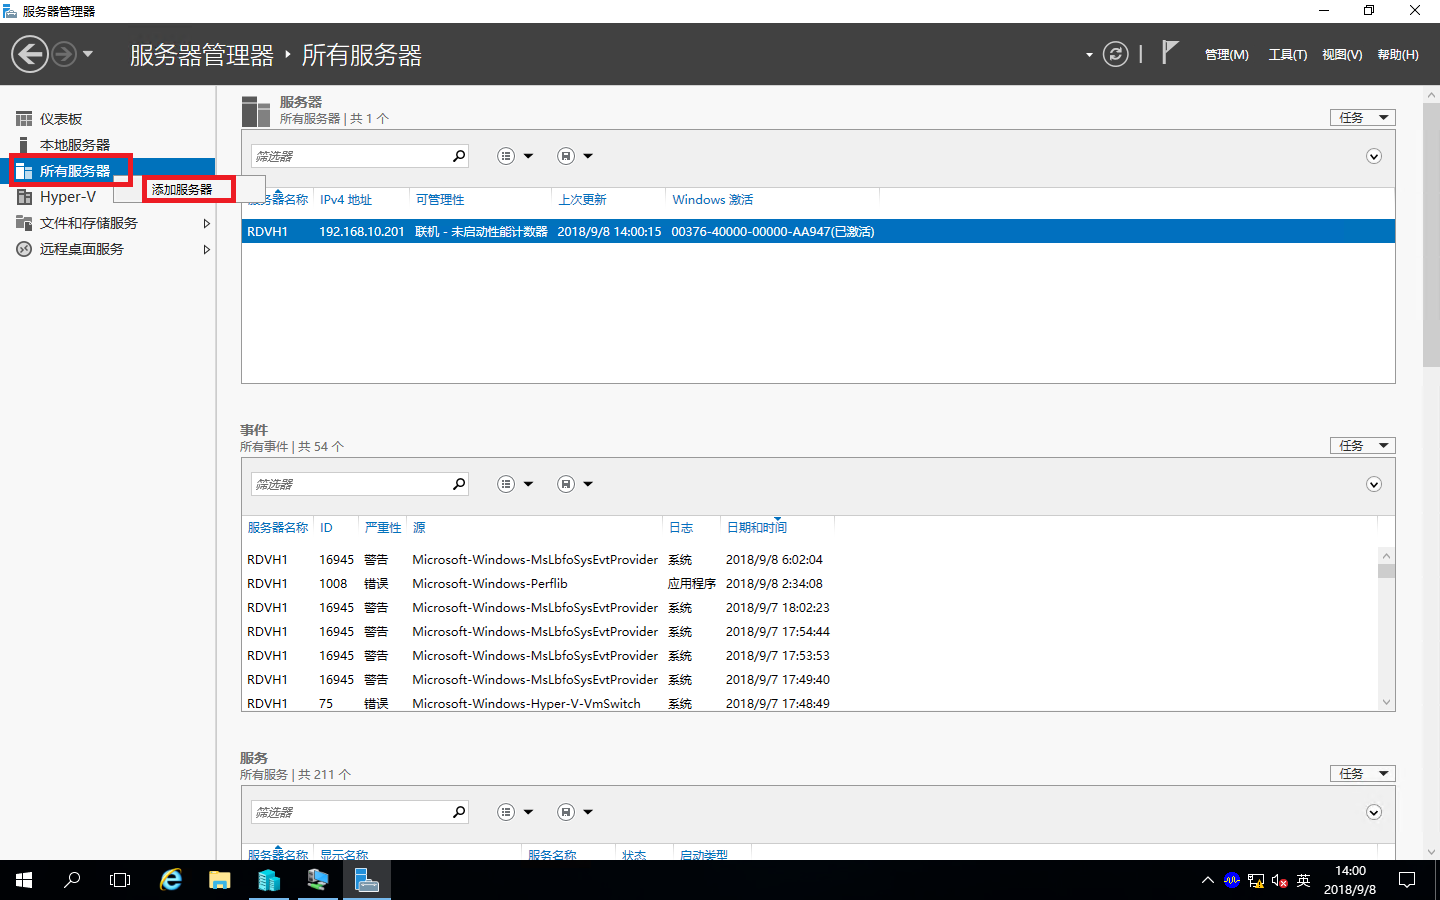 服务器管理器
服务器管理器 · 所有服务器
管理(M) 工具(T) 视图(V) 帮助(H)
仪表板
本地服务器
所有服务器
添加服务器
Hyper-V
文件和存储服务
远程桌面服务
服务器
所有服务器 | 共 1 个
任务
筛选器
服务器名称 IPv4 地址 可管理性 上次更新 Windows 激活
RDVH1 192.168.10.201 联机 - 未启动性能计数器 2018/9/8 14:00:15 00376-40000-00000-AA947(已激活)
事件
所有事件 | 共 54 个
任务
筛选器
服务器名称 ID 严重性 源 日志 日期和时间
RDVH1 16945 警告 Microsoft-Windows-MsLbfoSysEvtProvider 系统 2018/9/8 6:02:04
RDVH1 1008 错误 Microsoft-Windows-Perflib 应用程序 2018/9/8 2:34:08
RDVH1 16945 警告 Microsoft-Windows-MsLbfoSysEvtProvider 系统 2018/9/7 18:02:23
RDVH1 16945 警告 Microsoft-Windows-MsLbfoSysEvtProvider 系统 2018/9/7 17:54:44
RDVH1 16945 警告 Microsoft-Windows-MsLbfoSysEvtProvider 系统 2018/9/7 17:53:53
RDVH1 16945 警告 Microsoft-Windows-MsLbfoSysEvtProvider 系统 2018/9/7 17:49:40
RDVH1 75 错误 Microsoft-Windows-Hyper-V-VmSwitch 系统 2018/9/7 17:48:49
服务
所有服务 | 共 211 个
任务
筛选器
服务器名称 显示名称 服务名称 状态 启动类型
英
14:00
2018/9/8